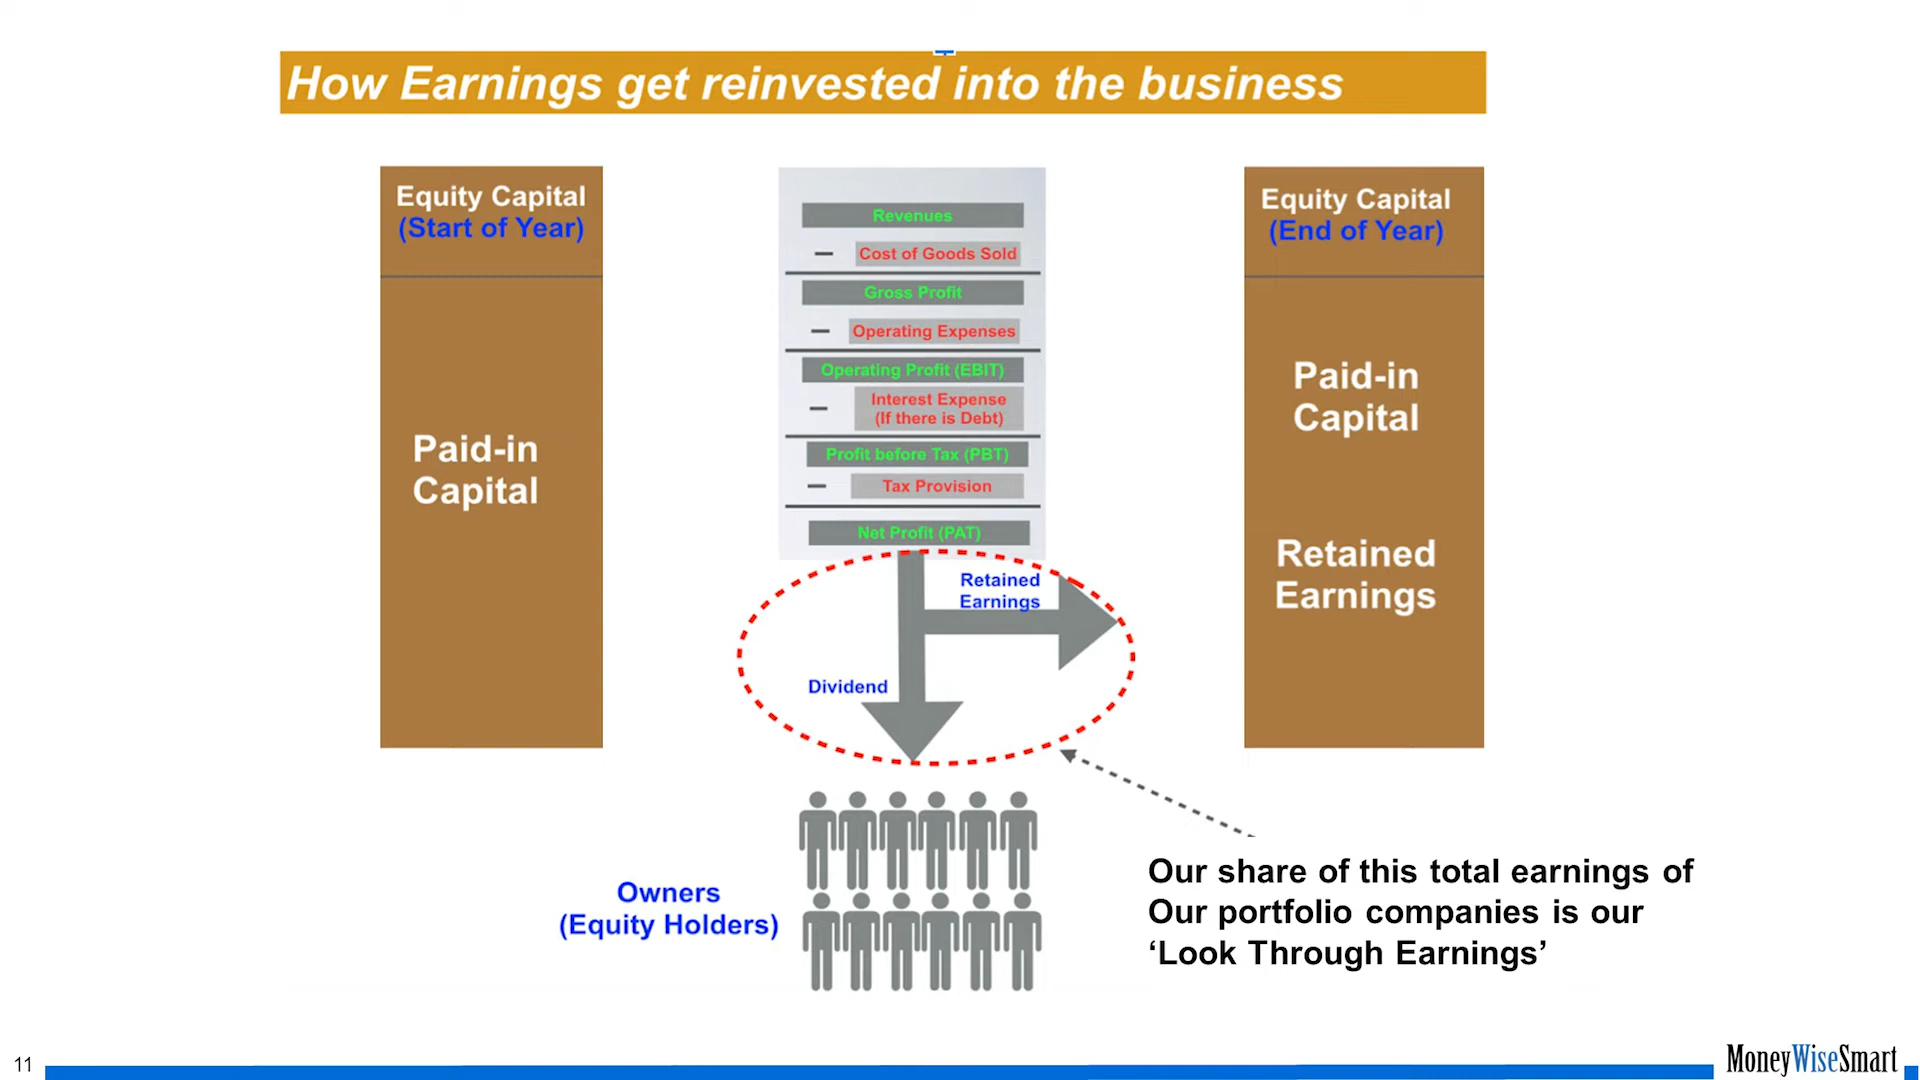 How Earnings get reinvested into the business
Equity Capital
(Start of Year)
Paid-in
Capital
Revenues
— Cost of Goods Sold
Gross Profit
— Operating Expenses
Operating Profit (EBIT)
— Interest Expense
(If there is Debt)
Profit before Tax (PBT)
— Tax Provision
Net Profit (PAT)
Retained
Earnings
Dividend
Owners
(Equity Holders)
Equity Capital
(End of Year)
Paid-in
Capital
Retained
Earnings
Our share of this total earnings of
Our portfolio companies is our
‘Look Through Earnings’
11
MoneyWiseSmart